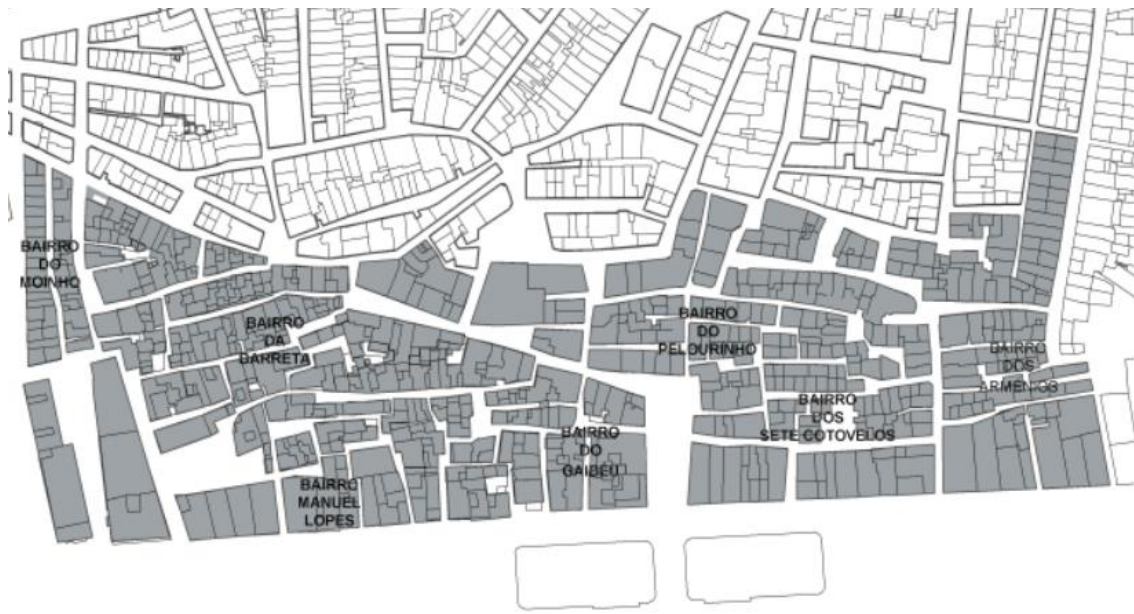 BAIRRO
DO
MOINHO
BAIRRO
DA
BARRETA
BAIRRO
MANUEL
LOPES
BAIRRO
DO
GAIBÉU
BAIRRO
DO
PELOURINHO
BAIRRO
DOS
SETE COTOVELOS
BAIRRO
DOS
ARMÉNIOS